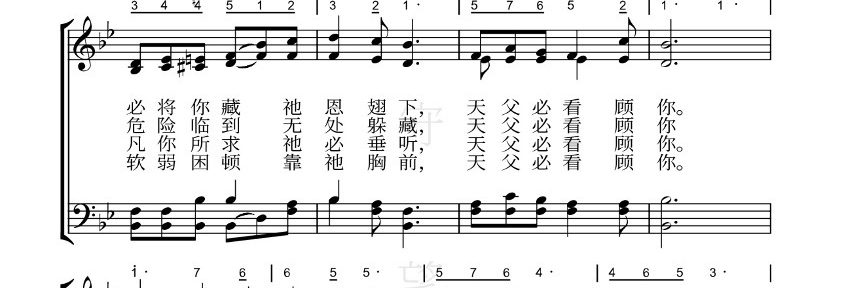 3 4 4 5 1 2 | 3 2 1· | 5 7 6 5 2 | 1· 1·
必将你藏 祂恩翅下，天父必看顾你。
危险临到 无处躲藏，天父必看顾你
凡你所求 祂必垂听，天父必看顾你。
软弱困顿 靠祂胸前，天父必看顾你。
1· 7 6 | 6 5 5· | 5 7 6 4· | 4 6 5 3· |